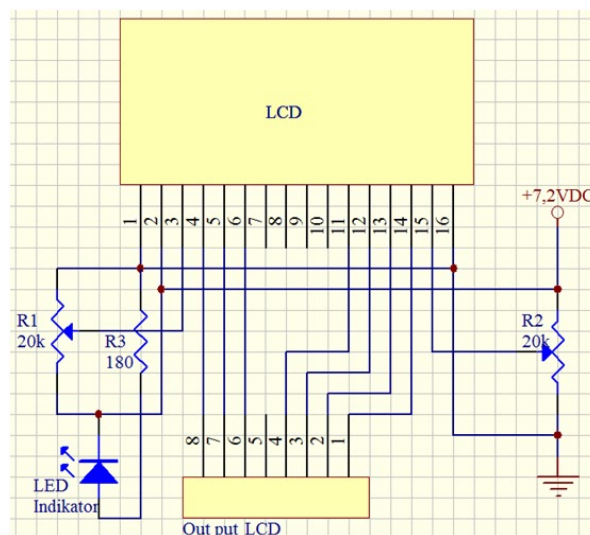 LCD
1 2 3 4 5 6 7 8 9 10 11 12 13 14 15 16
+7,2VDC
R1
20k
R3
180
R2
20k
8 7 6 5 4 3 2 1
LED
Indikator
Out put LCD